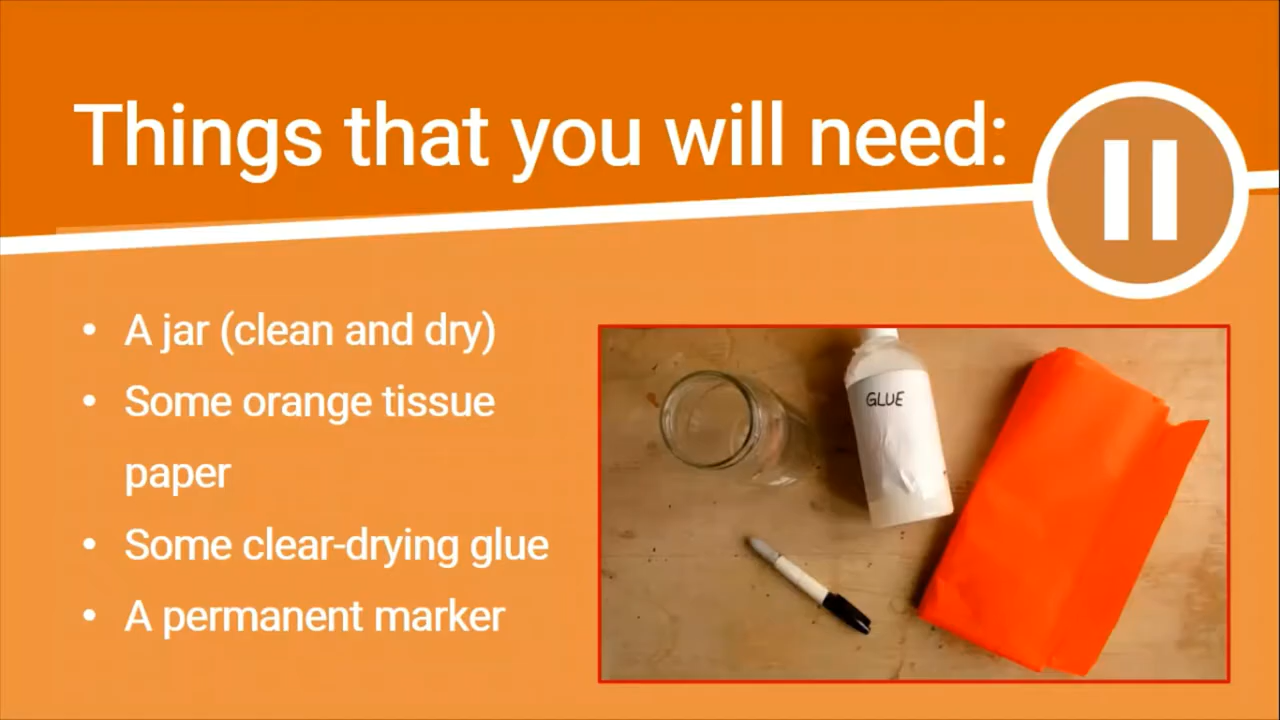 Things that you will need:
• A jar (clean and dry)
• Some orange tissue
paper
• Some clear-drying glue
• A permanent marker
GLUE